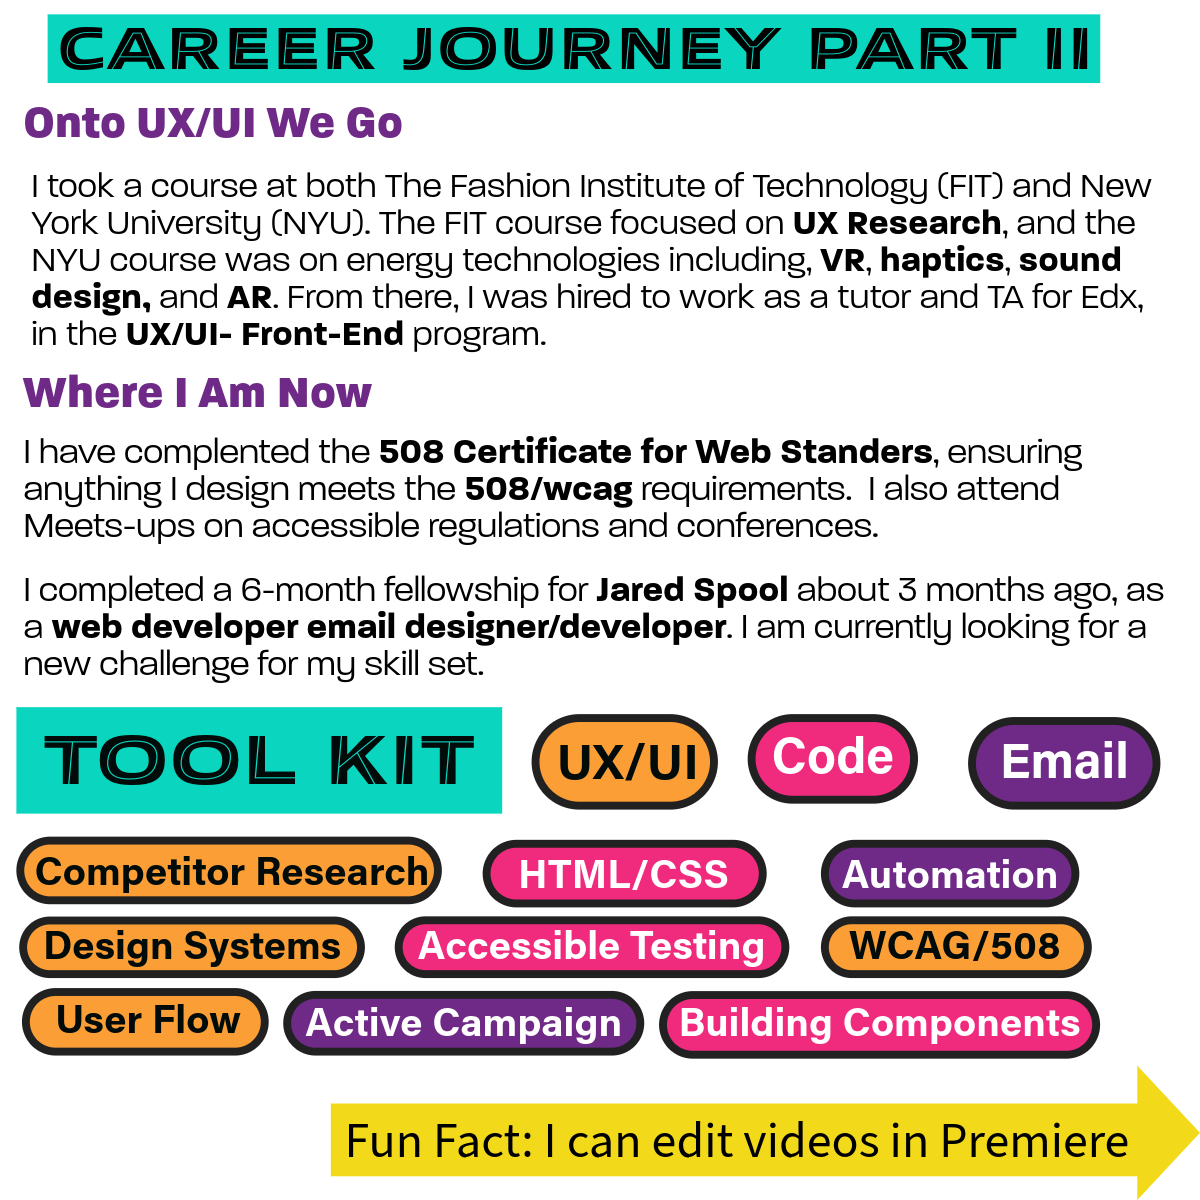 CAREER JOURNEY PART II
Onto UX/UI We Go
I took a course at both The Fashion Institute of Technology (FIT) and New
York University (NYU). The FIT course focused on UX Research, and the
NYU course was on energy technologies including, VR, haptics, sound
design, and AR. From there, I was hired to work as a tutor and TA for Edx,
in the UX/UI- Front-End program.
Where I Am Now
I have complented the 508 Certificate for Web Standers, ensuring
anything I design meets the 508/wcag requirements.  I also attend
Meets-ups on accessible regulations and conferences.
I completed a 6-month fellowship for Jared Spool about 3 months ago, as
a web developer email designer/developer. I am currently looking for a
new challenge for my skill set.
TOOL KIT
UX/UI
Code
Email
Competitor Research
HTML/CSS
Automation
Design Systems
Accessible Testing
WCAG/508
User Flow
Active Campaign
Building Components
Fun Fact: I can edit videos in Premiere